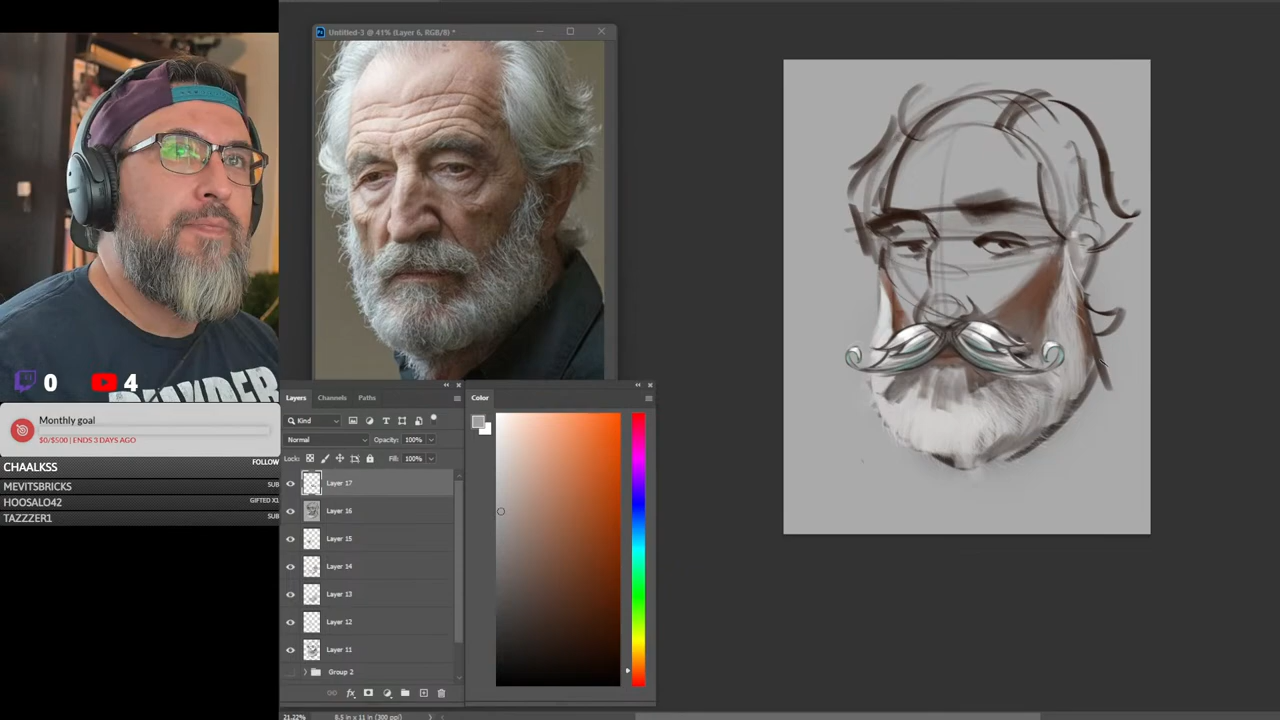 Untitled-3 @ 41% (Layer 6, RGB/8) *
0
4
Monthly goal
$0/$500 | ENDS 3 DAYS AGO
CHAALKSS FOLLOW
MEVITSBRICKS SUB
HOOSALO42 GIFTED X1
TAZZZER1 SUB
Layers Channels Paths
Kind
Normal Opacity: 100%
Lock: Fill: 100%
Layer 17
Layer 16
Layer 15
Layer 14
Layer 13
Layer 12
Layer 11
Group 2
Color
21.22% 8.5 in x 11 in (300 ppi)